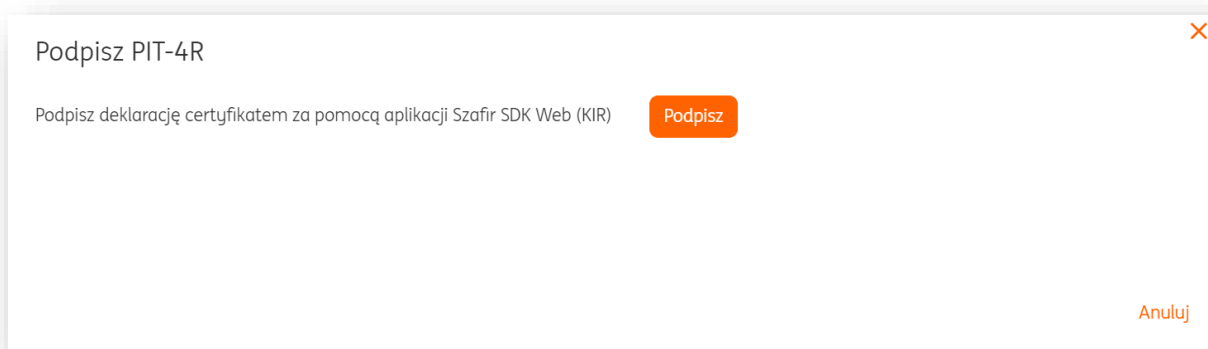 Podpisz PIT-4R
Podpisz deklarację certyfikatem za pomocą aplikacji Szafir SDK Web (KIR)
Podpisz
Anuluj